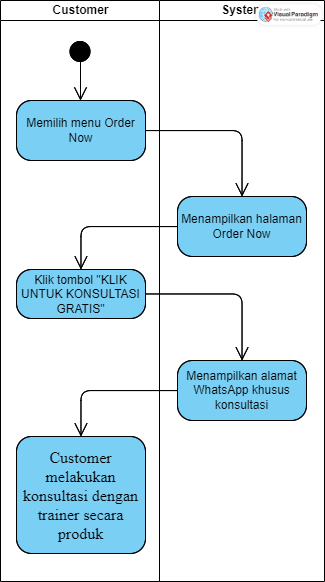 Customer
System
Visual Paradigm
Memilih menu Order
Now
Menampilkan halaman
Order Now
Klik tombol "KLIK
UNTUK KONSULTASI
GRATIS"
Menampilkan alamat
WhatsApp khusus
konsultasi
Customer
melakukan
konsultasi dengan
trainer secara
produk